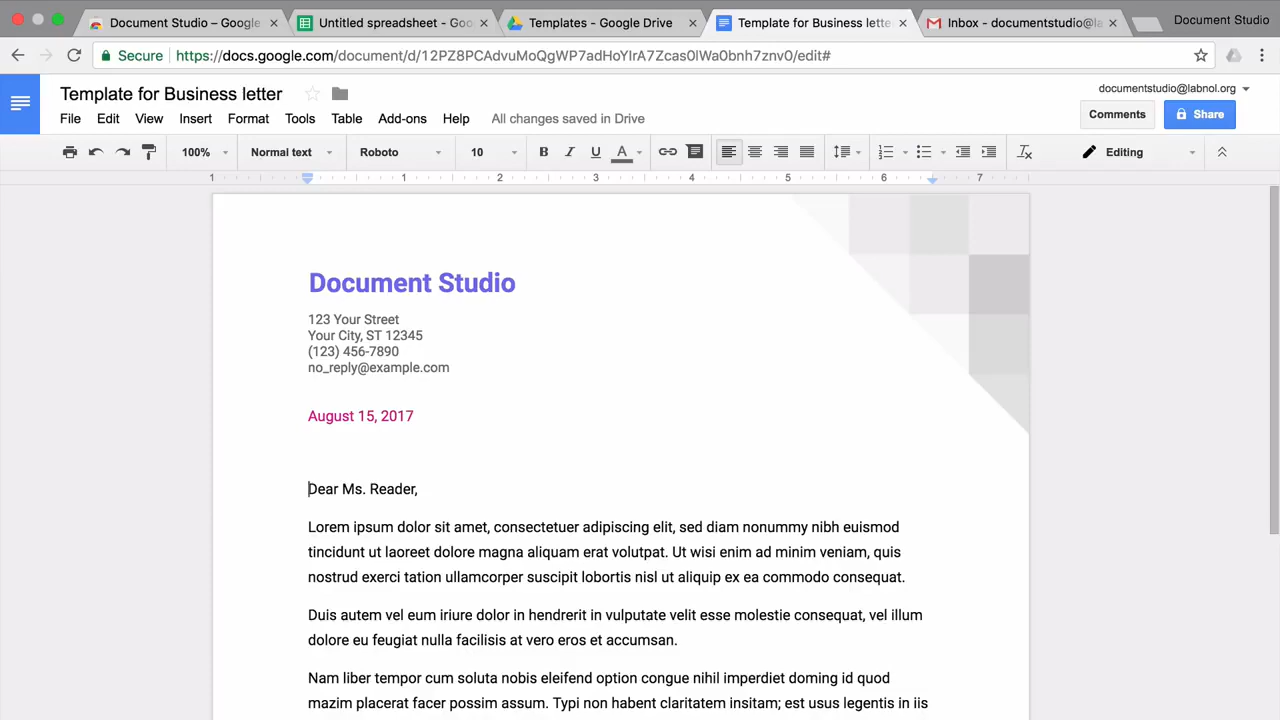 Document Studio – Google
Untitled spreadsheet - Goo
Templates - Google Drive
Template for Business lette
Inbox - documentstudio@la
Document Studio
Secure https://docs.google.com/document/d/12PZ8PCAdvuMoQgWP7adHoYIrA7Zcas0lWa0bnh7znv0/edit#
documentstudio@labnol.org
Template for Business letter
File Edit View Insert Format Tools Table Add-ons Help All changes saved in Drive
Comments Share
100% Normal text Roboto 10 B I U A Editing
1 1 2 3 4 5 6 7
Document Studio
123 Your Street
Your City, ST 12345
(123) 456-7890
no_reply@example.com
August 15, 2017
Dear Ms. Reader,
Lorem ipsum dolor sit amet, consectetuer adipiscing elit, sed diam nonummy nibh euismod
tincidunt ut laoreet dolore magna aliquam erat volutpat. Ut wisi enim ad minim veniam, quis
nostrud exerci tation ullamcorper suscipit lobortis nisl ut aliquip ex ea commodo consequat.
Duis autem vel eum iriure dolor in hendrerit in vulputate velit esse molestie consequat, vel illum
dolore eu feugiat nulla facilisis at vero eros et accumsan.
Nam liber tempor cum soluta nobis eleifend option congue nihil imperdiet doming id quod
mazim placerat facer possim assum. Typi non habent claritatem insitam; est usus legentis in iis